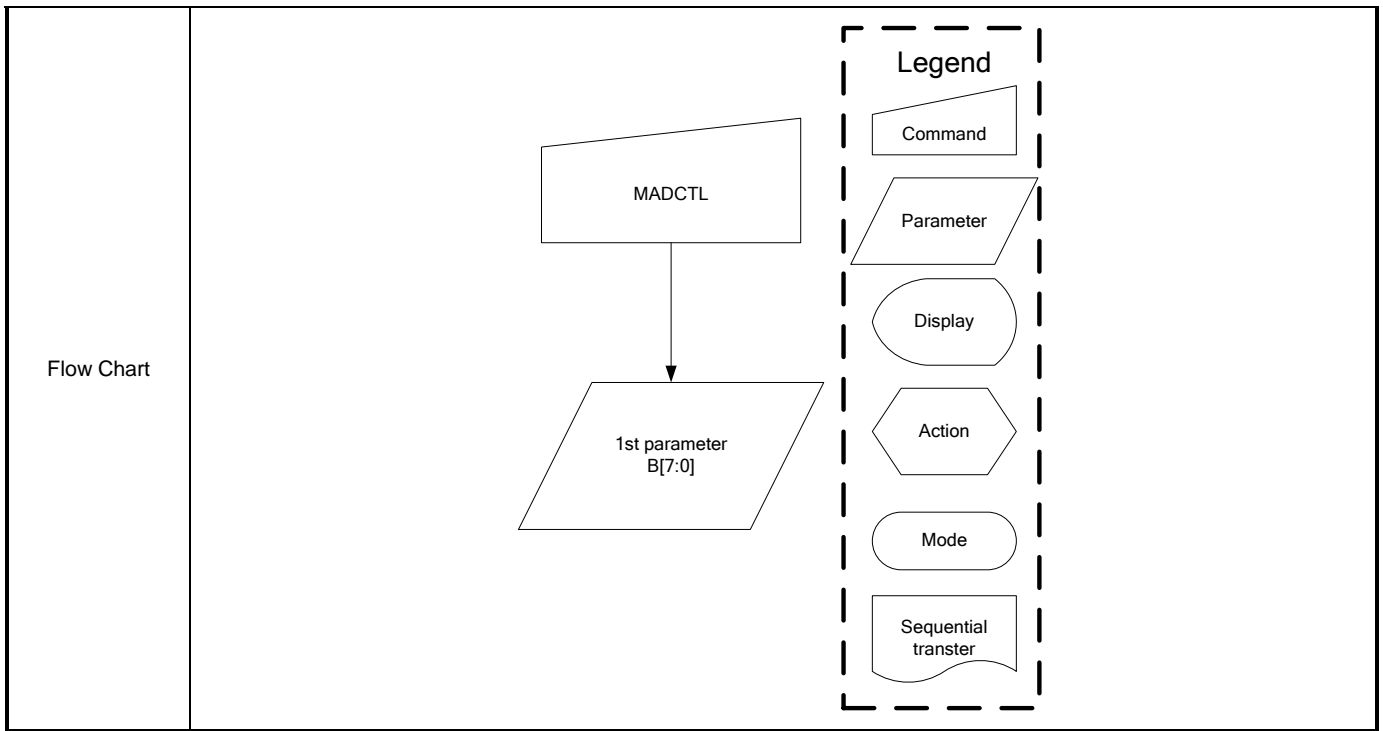 Flow Chart
MADCTL
1st parameter
B[7:0]
Legend
Command
Parameter
Display
Action
Mode
Sequential
transter